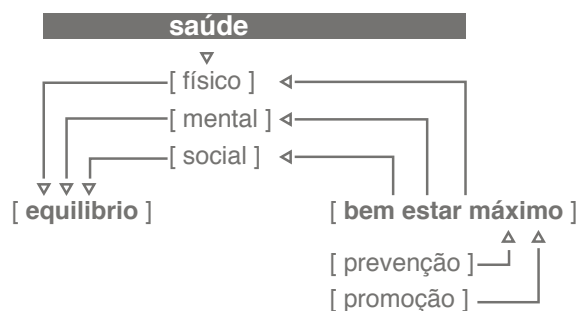 saúde
[ físico ]
[ mental ]
[ social ]
[ equilibrio ]
[ bem estar máximo ]
[ prevenção ]
[ promoção ]